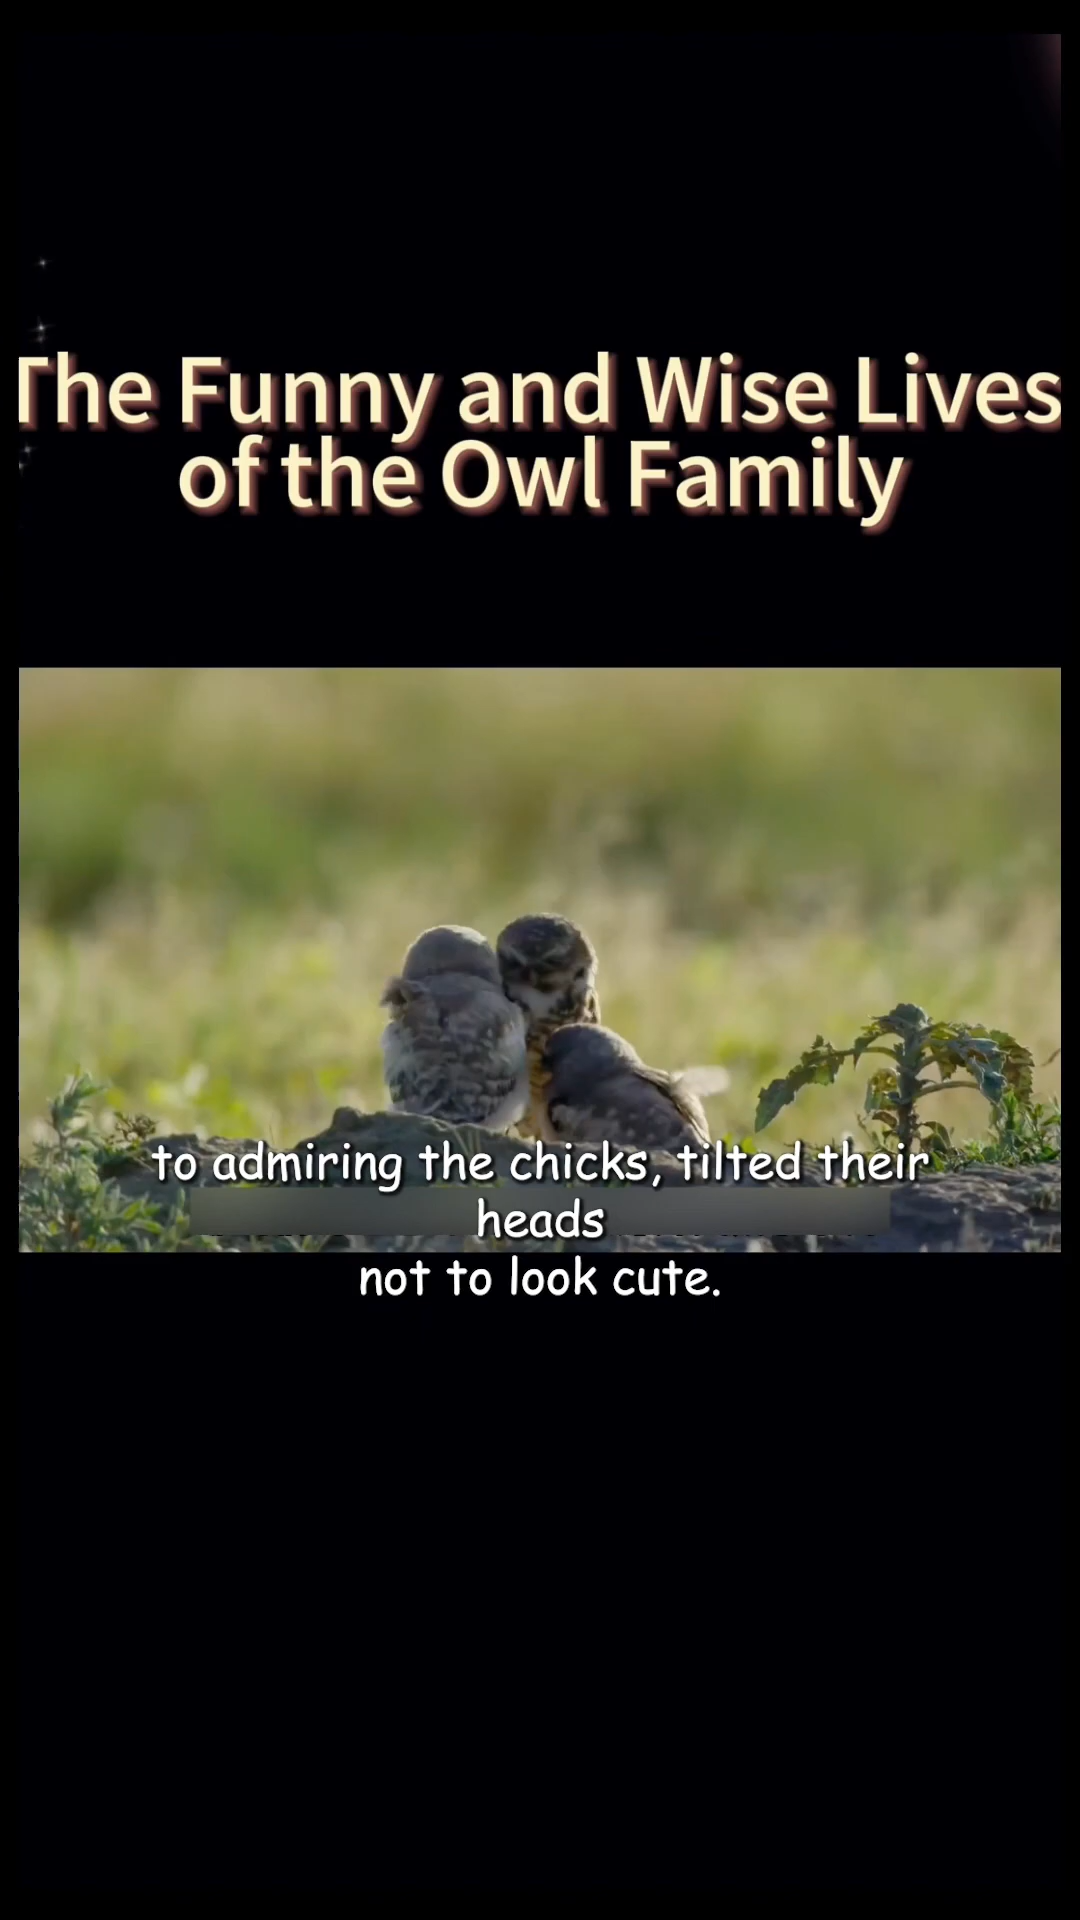 The Funny and Wise Lives
of the Owl Family
to admiring the chicks, tilted their
heads
not to look cute.